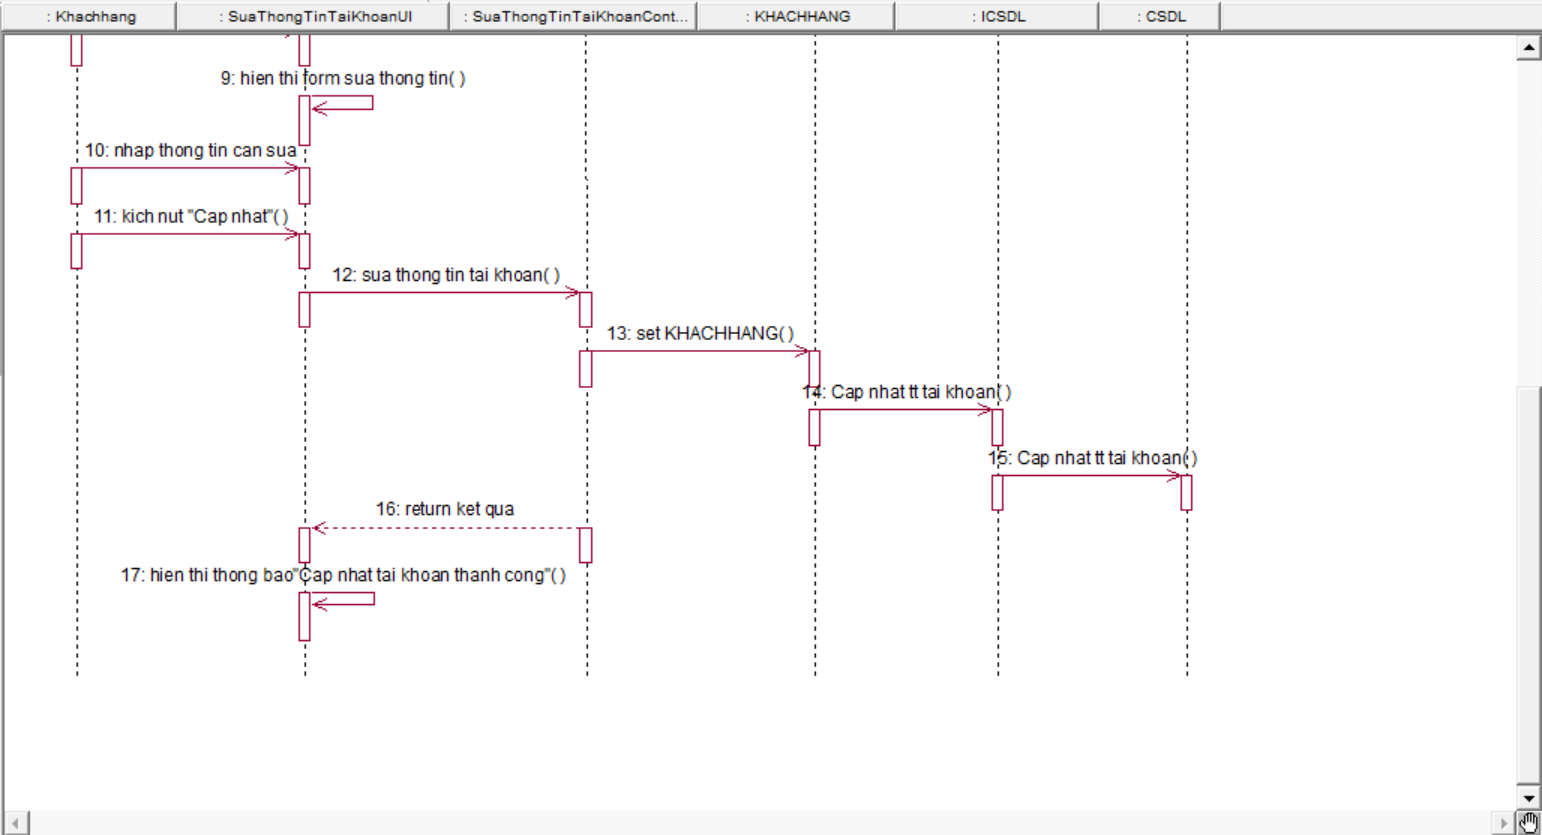 : Khachhang
: SuaThongTinTaiKhoanUI
: SuaThongTinTaiKhoanCont...
: KHACHHANG
: ICSDL
: CSDL
9: hien thi form sua thong tin( )
10: nhap thong tin can sua
11: kich nut "Cap nhat"( )
12: sua thong tin tai khoan( )
13: set KHACHHANG( )
14: Cap nhat tt tai khoan( )
15: Cap nhat tt tai khoan( )
16: return ket qua
17: hien thi thong bao"Cap nhat tai khoan thanh cong"( )